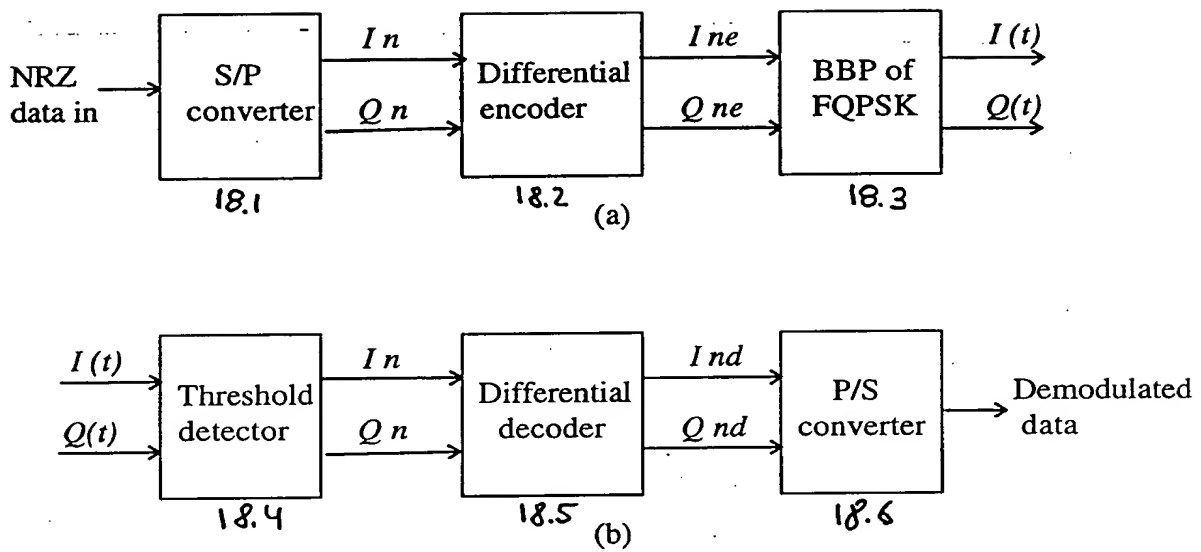 NRZ
data in
S/P
converter
18.1
I n
Q n
Differential
encoder
18.2
I ne
Q ne
BBP of
FQPSK
18.3
I (t)
Q(t)
(a)
I (t)
Q(t)
Threshold
detector
18.4
I n
Q n
Differential
decoder
18.5
I nd
Q nd
P/S
converter
18.6
Demodulated
data
(b)